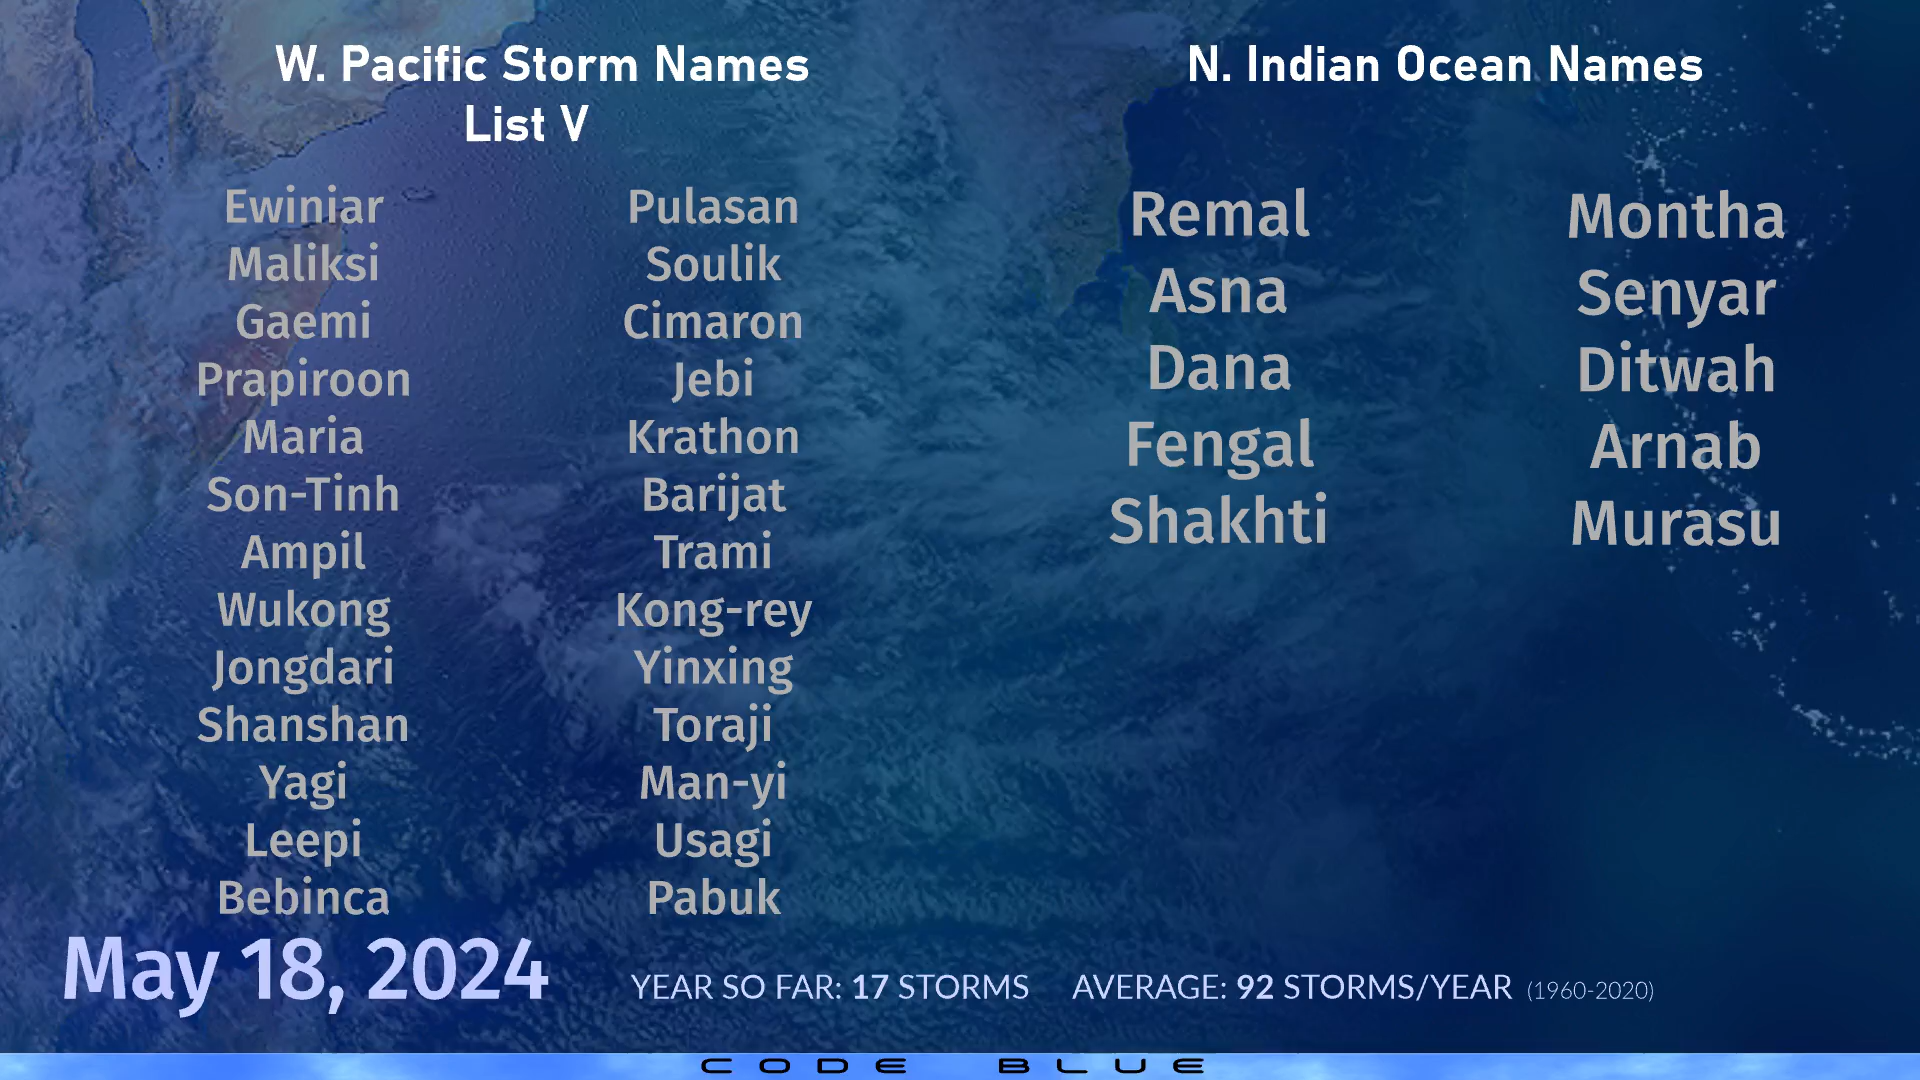 W. Pacific Storm Names
List V
Ewiniar
Maliksi
Gaemi
Prapiroon
Maria
Son-Tinh
Ampil
Wukong
Jongdari
Shanshan
Yagi
Leepi
Bebinca
Pulasan
Soulik
Cimaron
Jebi
Krathon
Barijat
Trami
Kong-rey
Yinxing
Toraji
Man-yi
Usagi
Pabuk
N. Indian Ocean Names
Remal
Asna
Dana
Fengal
Shakhti
Montha
Senyar
Ditwah
Arnab
Murasu
May 18, 2024
YEAR SO FAR: 17 STORMS AVERAGE: 92 STORMS/YEAR (1960-2020)
CODE BLUE